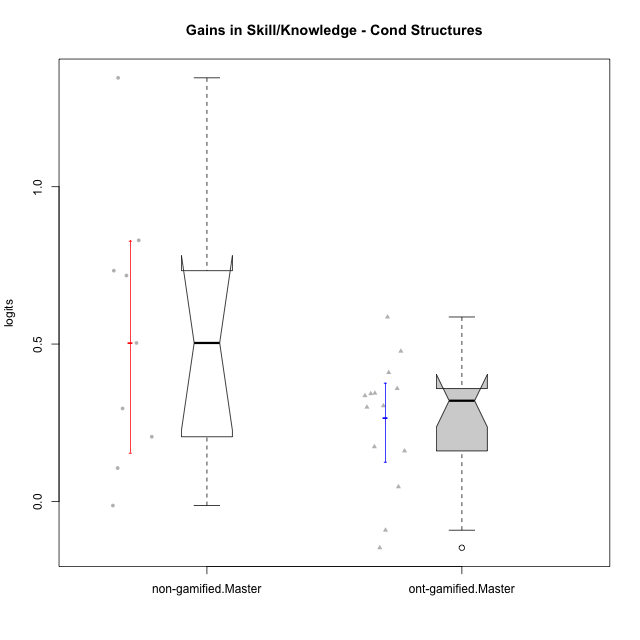 Gains in Skill/Knowledge - Cond Structures
logits
1.0
0.5
0.0
non-gamified.Master
ont-gamified.Master